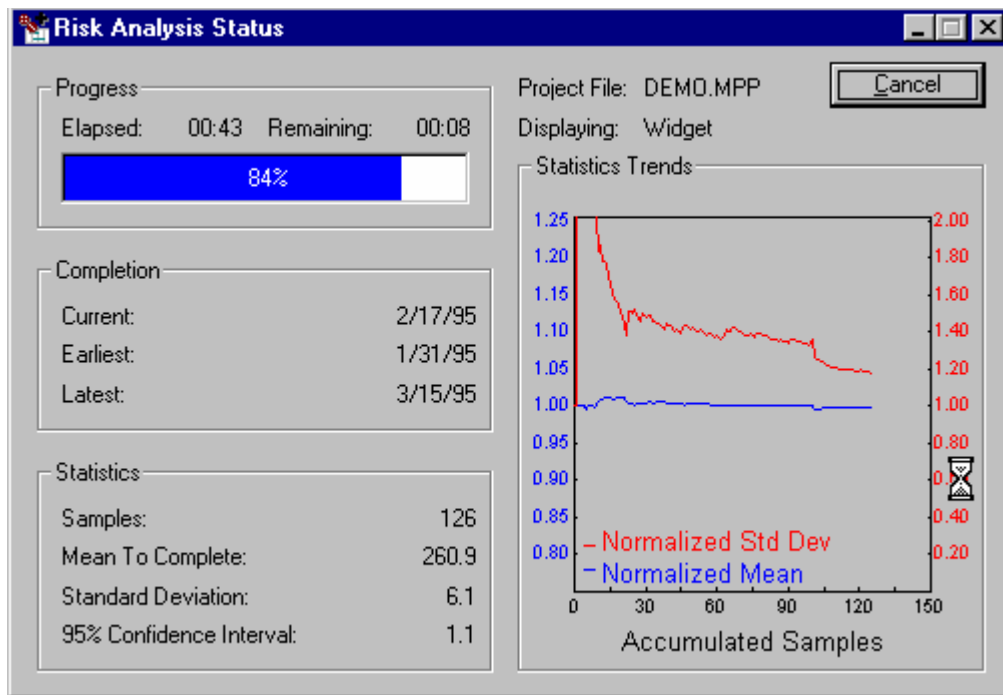 Risk Analysis Status
Progress
Elapsed: 00:43 Remaining: 00:08
84%
Completion
Current: 2/17/95
Earliest: 1/31/95
Latest: 3/15/95
Statistics
Samples: 126
Mean To Complete: 260.9
Standard Deviation: 6.1
95% Confidence Interval: 1.1
Project File: DEMO.MPP
Cancel
Displaying: Widget
Statistics Trends
1.25 2.00
1.20 1.80
1.15 1.60
1.10 1.40
1.05 1.20
1.00 1.00
0.95 0.80
0.90
0.85 0.40
0.80 0.20
Normalized Std Dev
Normalized Mean
0 30 60 90 120 150
Accumulated Samples